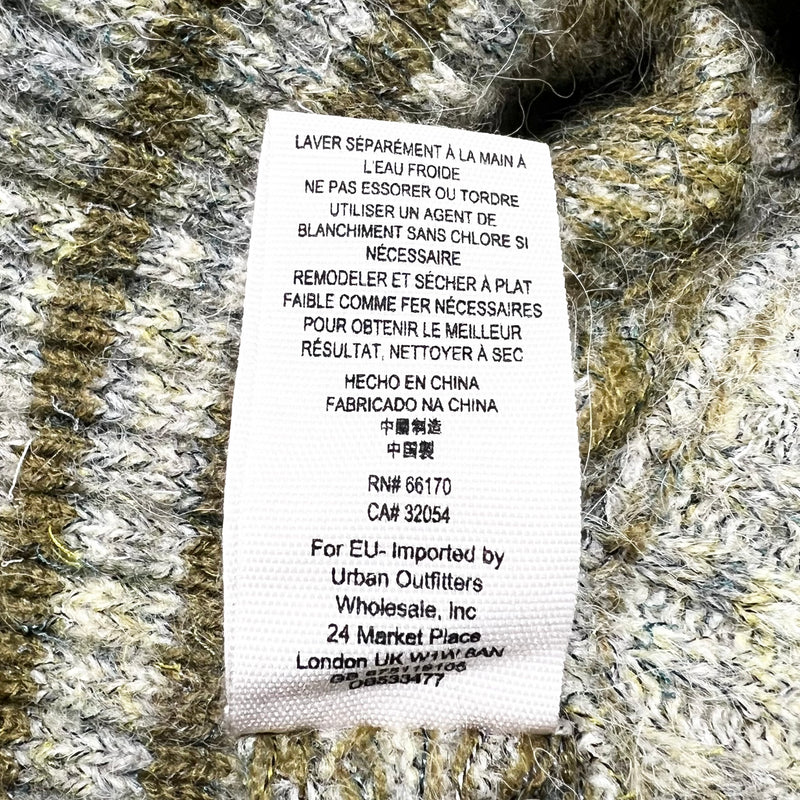 LAVER SÉPARÉMENT À LA MAIN À
L'EAU FROIDE
NE PAS ESSORER OU TORDRE
UTILISER UN AGENT DE
BLANCHIMENT SANS CHLORE SI
NÉCESSAIRE
REMODELER ET SÉCHER À PLAT
FAIBLE COMME FER NÉCESSAIRES
POUR OBTENIR LE MEILLEUR
RÉSULTAT, NETTOYER À SEC
HECHO EN CHINA
FABRICADO NA CHINA
中國制造
中国製
RN# 66170
CA# 32054
For EU- Imported by
Urban Outfitters
Wholesale, Inc
24 Market Place
London UK W1W 8AN